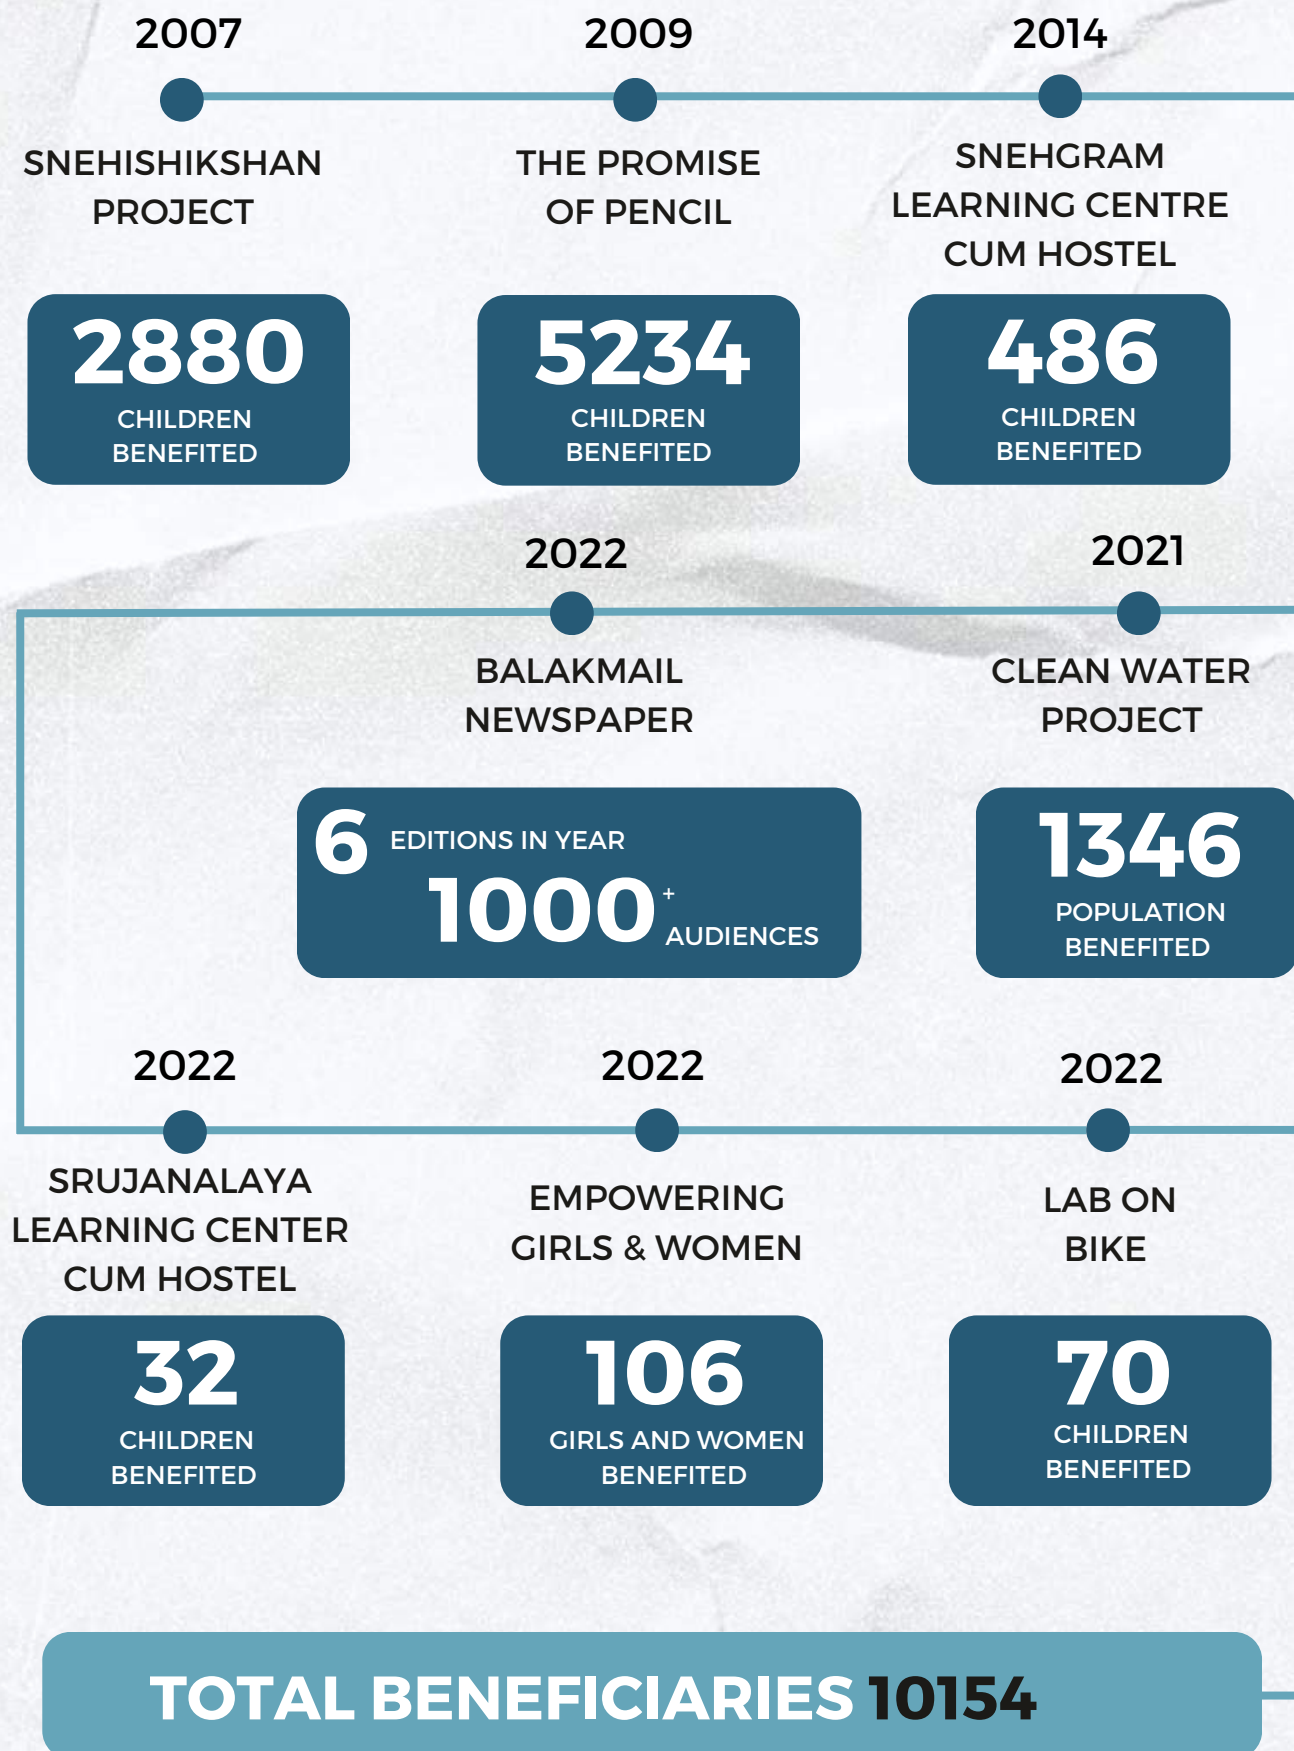 2007
SNEHISHIKSHAN
PROJECT
2880
CHILDREN
BENEFITED
2009
THE PROMISE
OF PENCIL
5234
CHILDREN
BENEFITED
2014
SNEHGRAM
LEARNING CENTRE
CUM HOSTEL
486
CHILDREN
BENEFITED
2022
BALAKMAIL
NEWSPAPER
6 EDITIONS IN YEAR
1000+ AUDIENCES
2021
CLEAN WATER
PROJECT
1346
POPULATION
BENEFITED
2022
SRUJANALAYA
LEARNING CENTER
CUM HOSTEL
32
CHILDREN
BENEFITED
2022
EMPOWERING
GIRLS & WOMEN
106
GIRLS AND WOMEN
BENEFITED
2022
LAB ON
BIKE
70
CHILDREN
BENEFITED
TOTAL BENEFICIARIES 10154